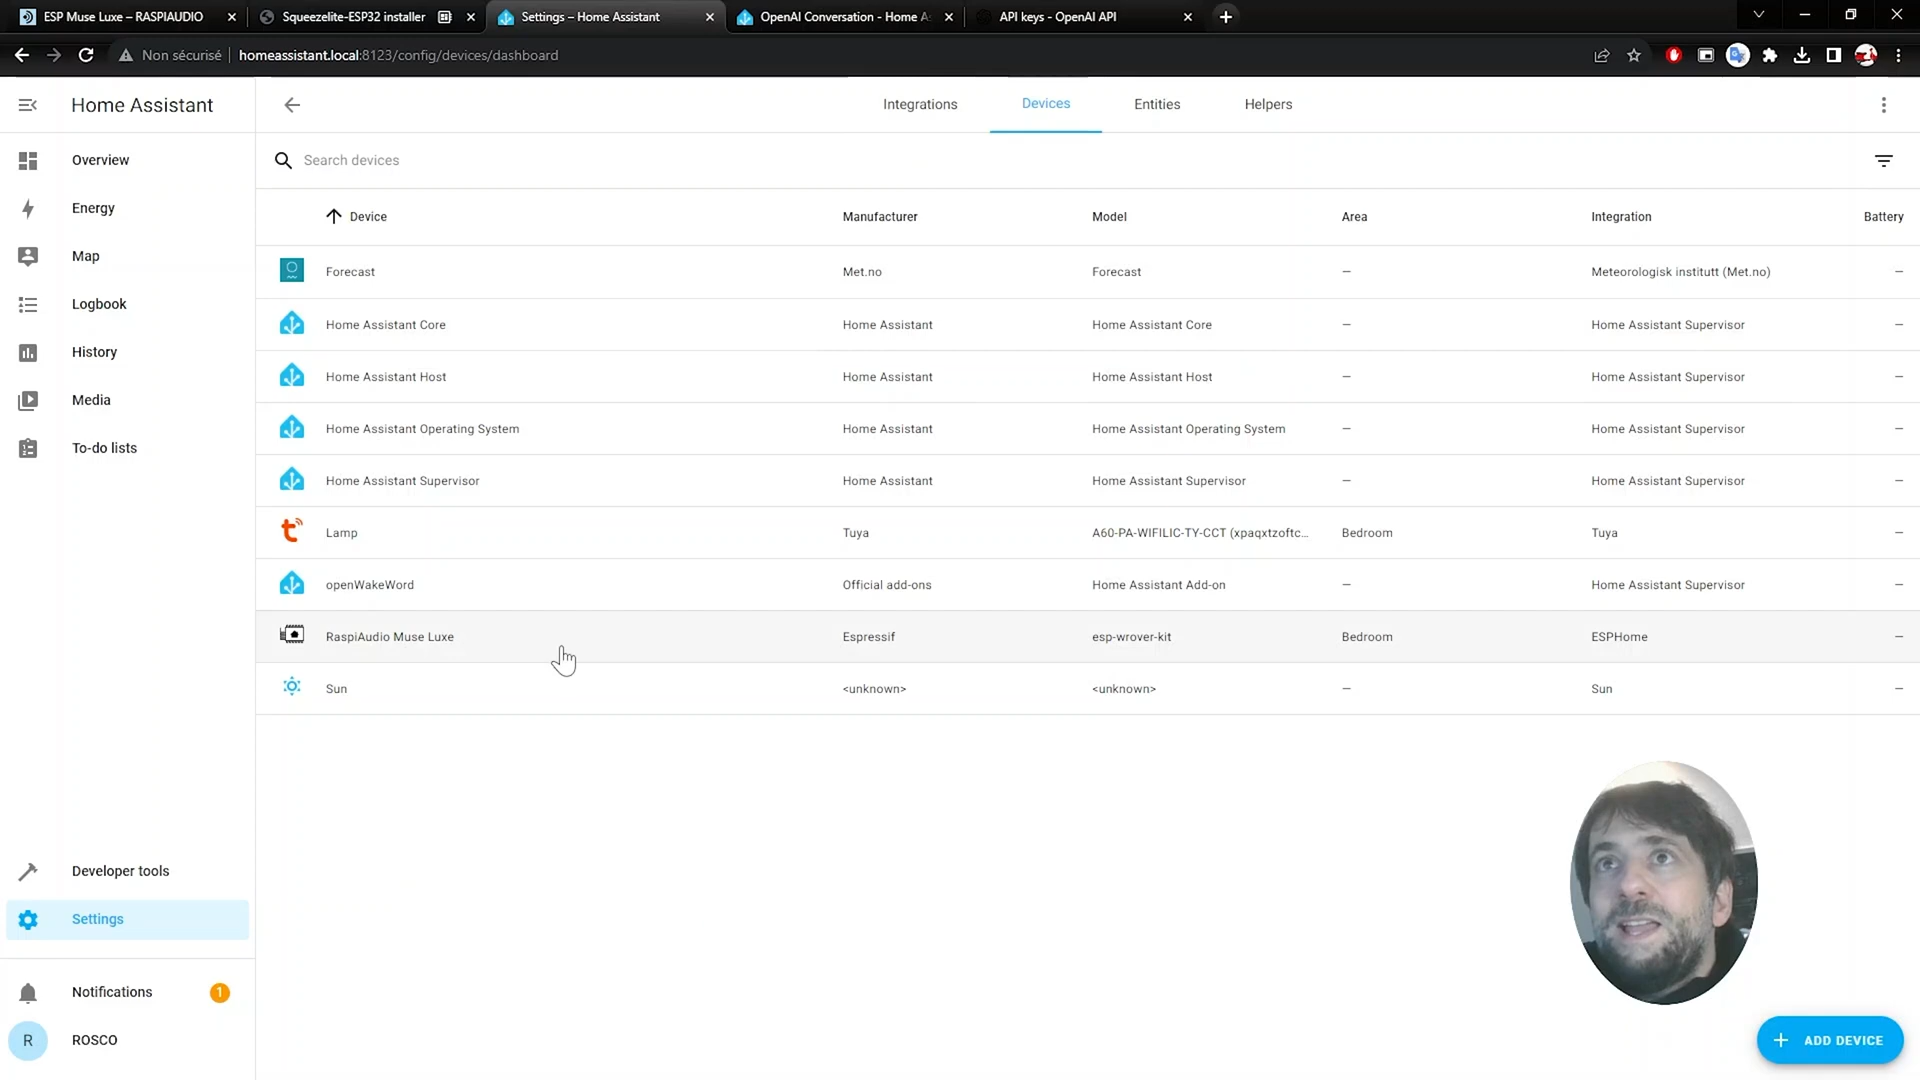 ESP Muse Luxe – RASPIAUDIO
Squeezelite-ESP32 installer
Settings – Home Assistant
OpenAI Conversation - Home As
API keys - OpenAI API
Non sécurisé
homeassistant.local:8123/config/devices/dashboard
Home Assistant
Integrations
Devices
Entities
Helpers
Overview
Energy
Map
Logbook
History
Media
To-do lists
Developer tools
Settings
Notifications
1
R
ROSCO
Search devices
Device Manufacturer Model Area Integration Battery
Forecast Met.no Forecast – Meteorologisk institutt (Met.no) –
Home Assistant Core Home Assistant Home Assistant Core – Home Assistant Supervisor –
Home Assistant Host Home Assistant Home Assistant Host – Home Assistant Supervisor –
Home Assistant Operating System Home Assistant Home Assistant Operating System – Home Assistant Supervisor –
Home Assistant Supervisor Home Assistant Home Assistant Supervisor – Home Assistant Supervisor –
Lamp Tuya A60-PA-WIFILIC-TY-CCT (xpaqxtzoftc... Bedroom Tuya –
openWakeWord Official add-ons Home Assistant Add-on – Home Assistant Supervisor –
RaspiAudio Muse Luxe Espressif esp-wrover-kit Bedroom ESPHome –
Sun <unknown> <unknown> – Sun –
ADD DEVICE